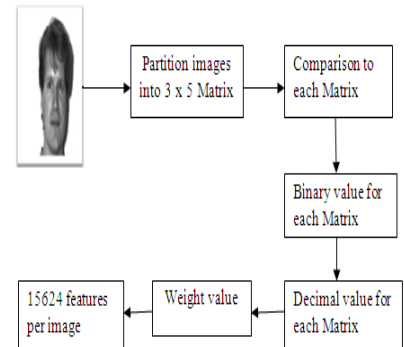 Partition images
into 3 x 5 Matrix
Comparison to
each Matrix
Binary value for
each Matrix
Decimal value for
each Matrix
Weight value
15624 features
per image